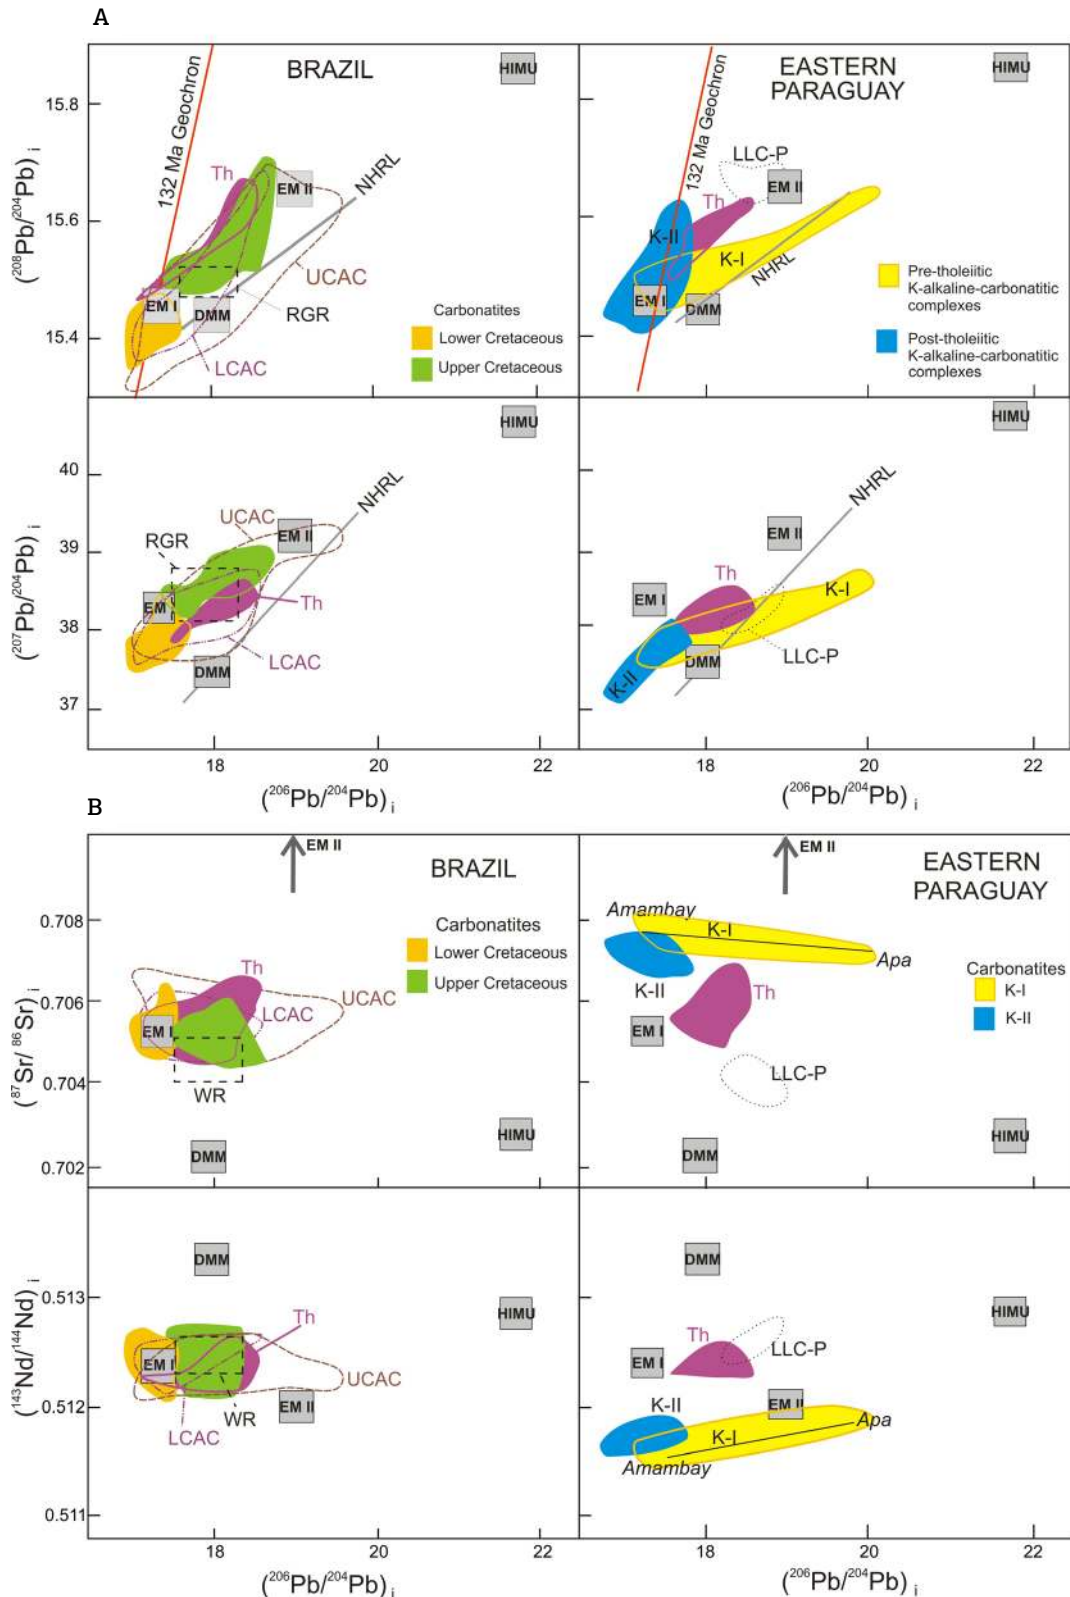 A
BRAZIL
HIMU
132 Ma Geochron
15.8
15.6
15.4
(²⁰⁸Pb/²⁰⁴Pb) i
Th
EM II
NHRL
UCAC
RGR
EM I
DMM
LCAC
Carbonatites
Lower Cretaceous
Upper Cretaceous
EASTERN
PARAGUAY
HIMU
132 Ma Geochron
LLC-P
EM II
Th
K-II
K-I
NHRL
EM I
DMM
Pre-tholeiitic
K-alkaline-carbonatitic
complexes
Post-tholeiitic
K-alkaline-carbonatitic
complexes
HIMU
40
39
38
37
(²⁰⁷Pb/²⁰⁴Pb) i
NHRL
UCAC
EM II
RGR
EM I
Th
LCAC
DMM
18
20
22
(²⁰⁶Pb/²⁰⁴Pb) i
HIMU
NHRL
EM II
EM I
Th
K-I
LLC-P
DMM
K-II
18
20
22
(²⁰⁶Pb/²⁰⁴Pb) i
B
EM II
BRAZIL
0.708
0.706
0.704
0.702
(⁸⁷Sr/ ⁸⁶Sr) i
Carbonatites
Lower Cretaceous
Upper Cretaceous
Th
UCAC
LCAC
EM I
WR
HIMU
DMM
EM II
EASTERN
PARAGUAY
Amambay
K-I
Apa
K-II
Th
EM I
LLC-P
Carbonatites
K-I
K-II
HIMU
DMM
DMM
0.513
0.512
0.511
(¹⁴³Nd/¹⁴⁴Nd) i
HIMU
Th
EM I
UCAC
EM II
WR
LCAC
18
20
22
(²⁰⁶Pb/²⁰⁴Pb) i
DMM
HIMU
Th
EM I
LLC-P
K-II
EM II
Apa
K-I
Amambay
18
20
22
(²⁰⁶Pb/²⁰⁴Pb) i